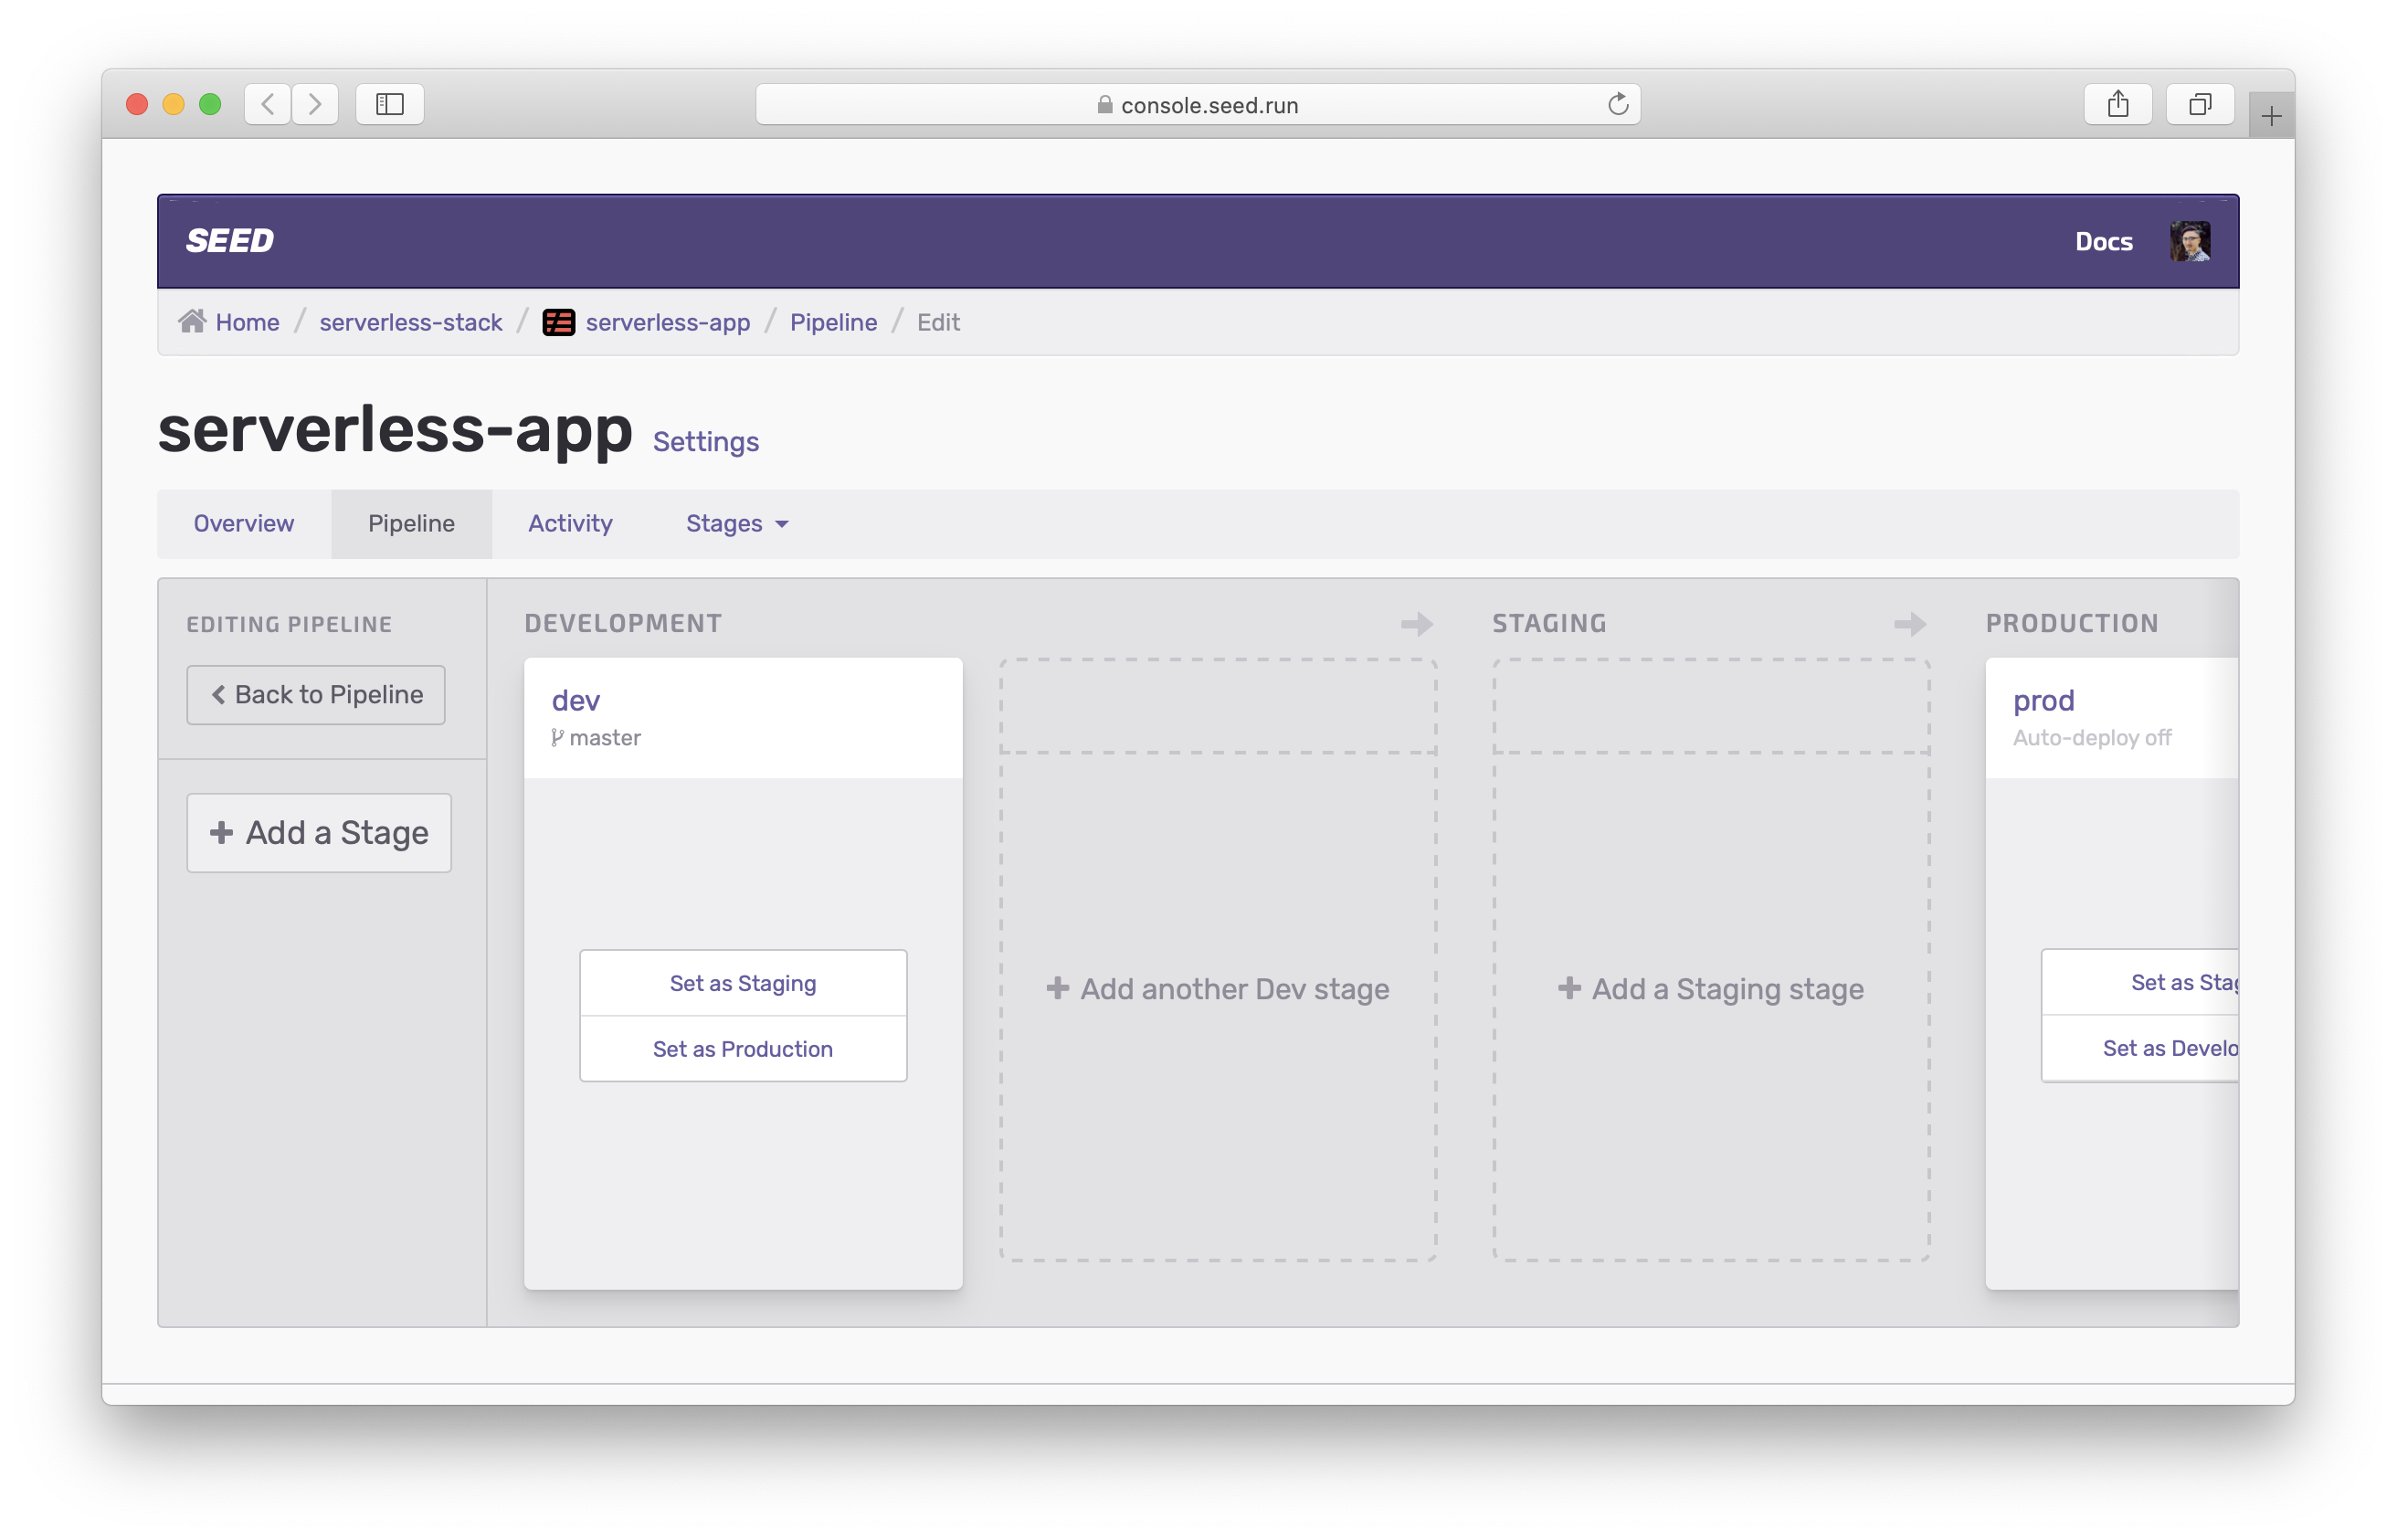 console.seed.run
SEED
Docs
Home / serverless-stack / serverless-app / Pipeline / Edit
serverless-app Settings
Overview Pipeline Activity Stages
EDITING PIPELINE
Back to Pipeline
+ Add a Stage
DEVELOPMENT
dev
master
Set as Staging
Set as Production
+ Add another Dev stage
STAGING
+ Add a Staging stage
PRODUCTION
prod
Auto-deploy off
Set as Stag
Set as Develo